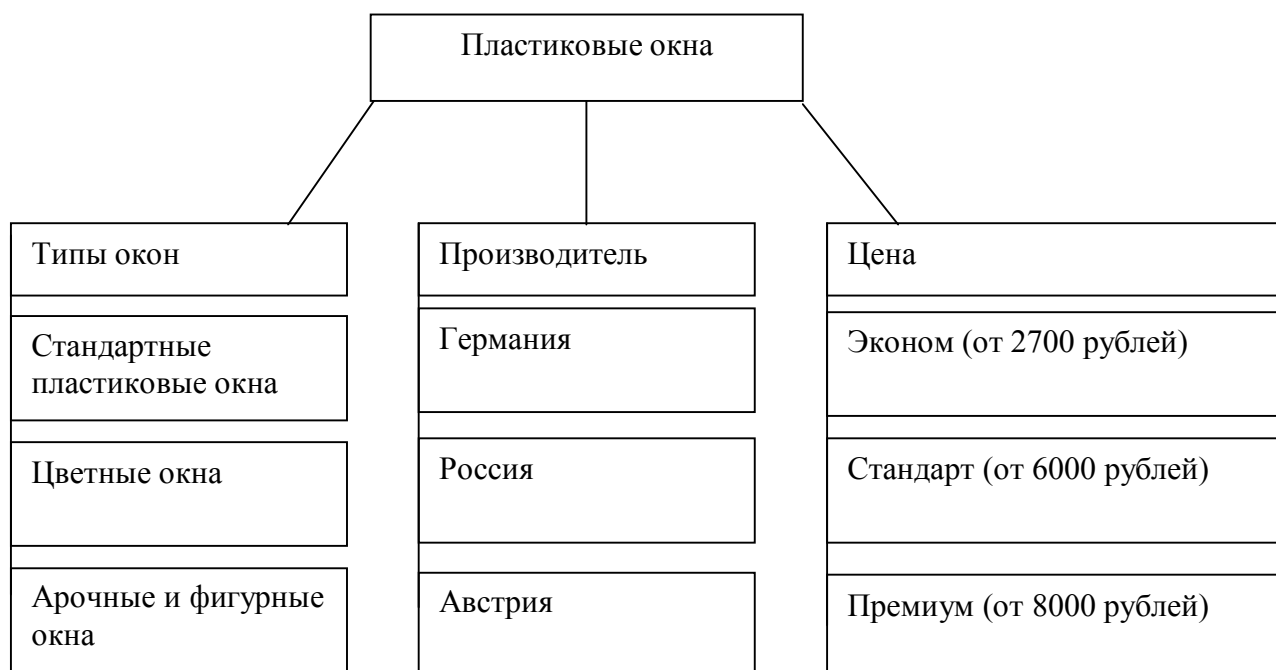 Пластиковые окна
Типы окон
Стандартные
пластиковые окна
Цветные окна
Арочные и фигурные
окна
Производитель
Германия
Россия
Австрия
Цена
Эконом (от 2700 рублей)
Стандарт (от 6000 рублей)
Премиум (от 8000 рублей)